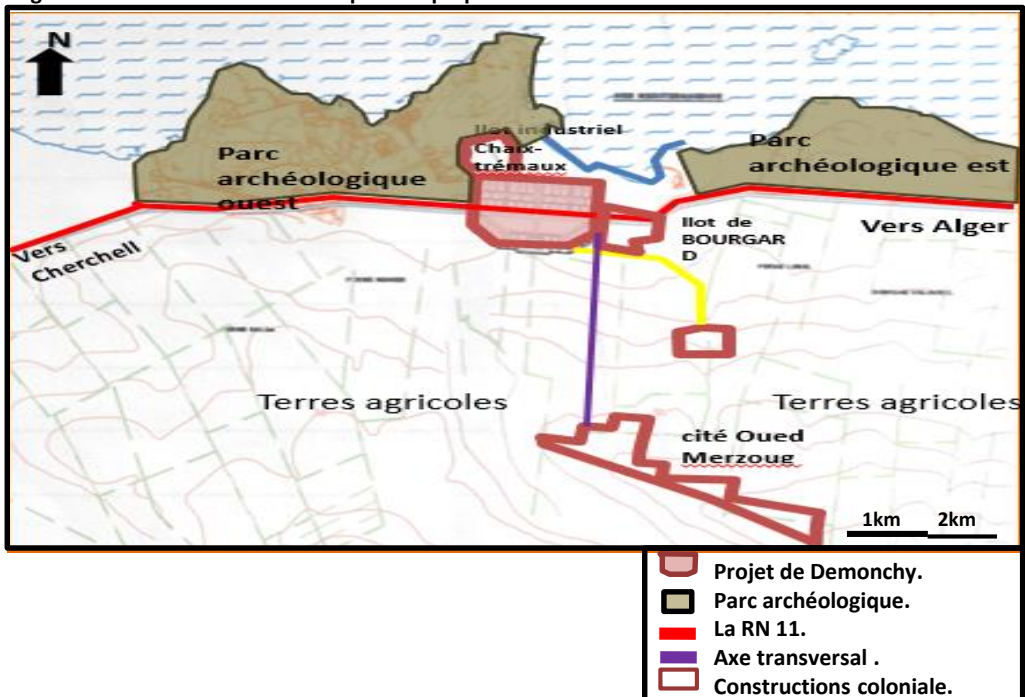 N
Ilot industriel
Chaix-
trémaux
Parc
archéologique
ouest
Parc
archéologique est
Vers
Cherchell
Ilot de
BOURGAR
D
Vers Alger
Terres agricoles
Terres agricoles
cité Oued
Merzoug
1km 2km
Projet de Demonchy.
Parc archéologique.
La RN 11.
Axe transversal .
Constructions coloniale.